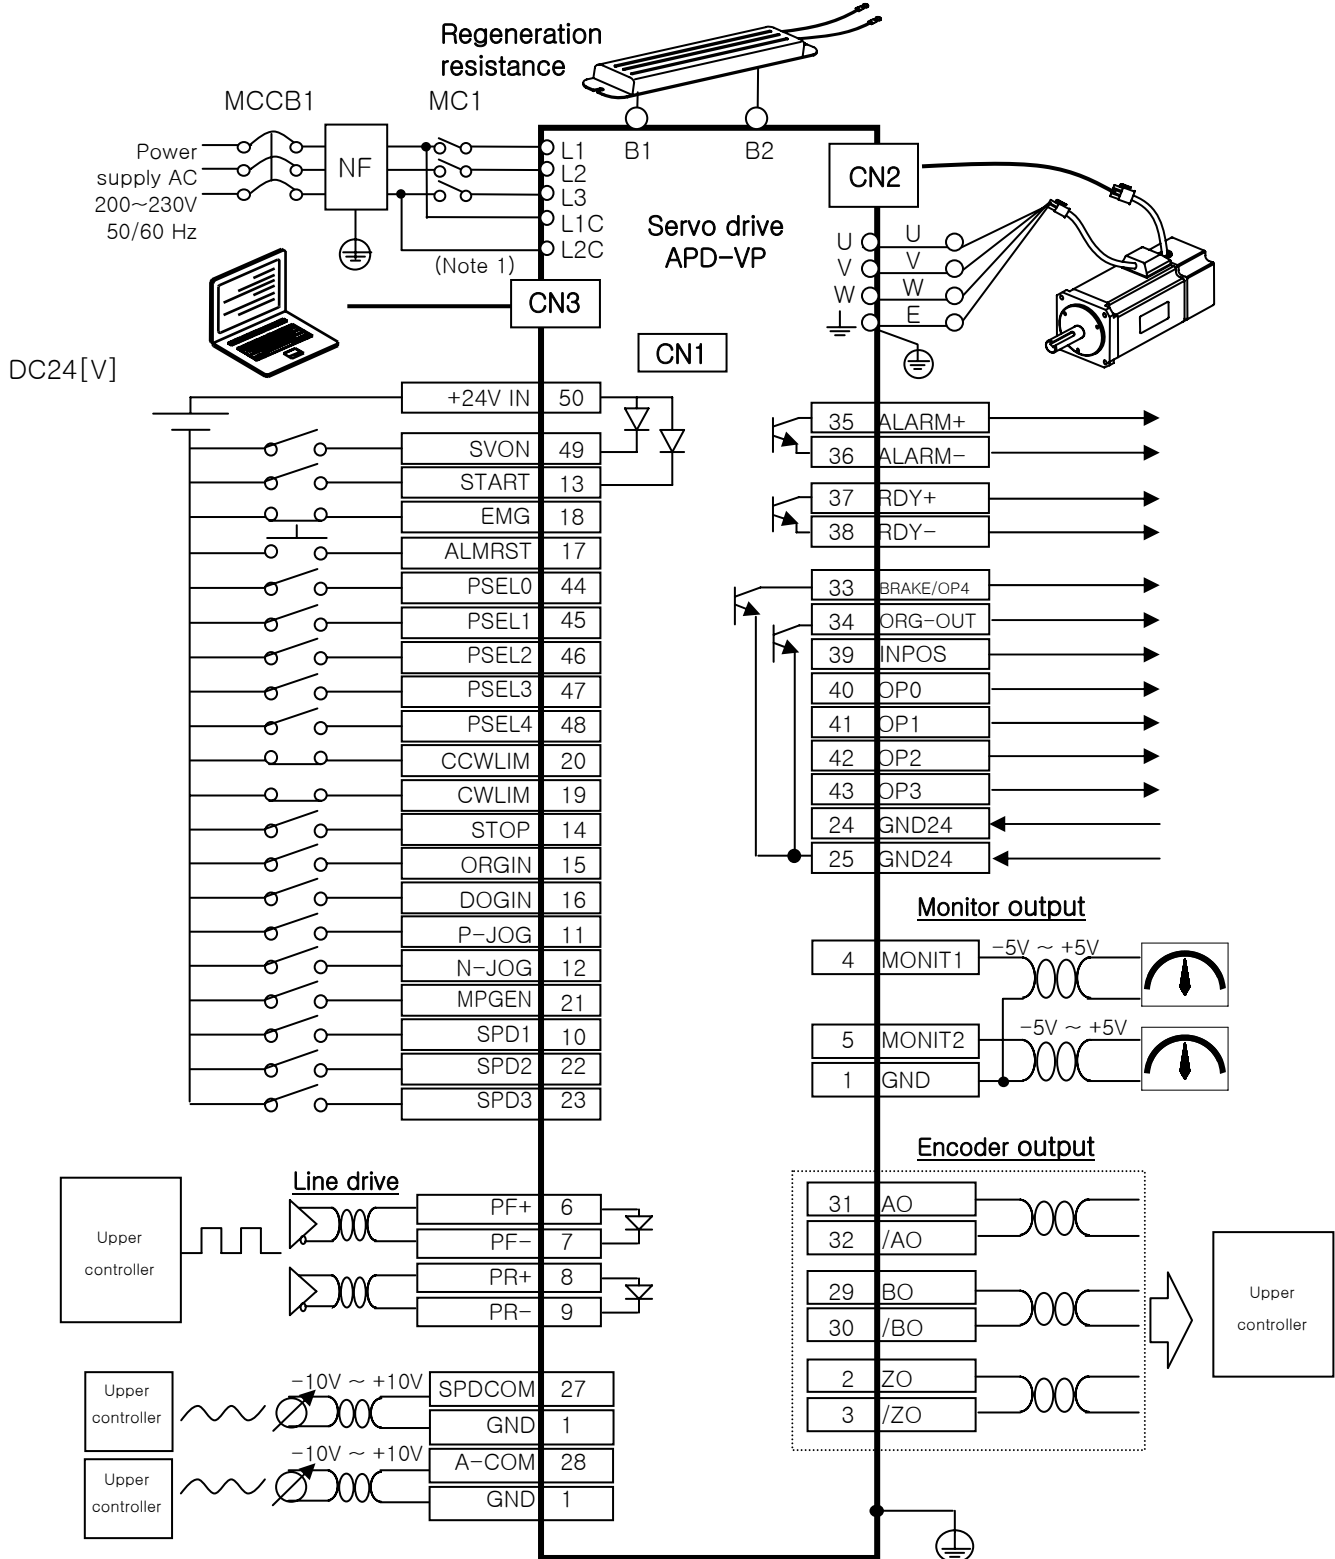 Regeneration
resistance
MCCB1
MC1
B1
B2
Power
supply AC
200~230V
50/60 Hz
NF
L1
L2
L3
L1C
L2C
(Note 1)
Servo drive
APD-VP
CN2
U
V
W
U
V
W
E
CN3
CN1
DC24[V]
+24V IN 50
SVON 49
START 13
EMG 18
ALMRST 17
PSEL0 44
PSEL1 45
PSEL2 46
PSEL3 47
PSEL4 48
CCWLIM 20
CWLIM 19
STOP 14
ORGIN 15
DOGIN 16
P-JOG 11
N-JOG 12
MPGEN 21
SPD1 10
SPD2 22
SPD3 23
35 ALARM+
36 ALARM-
37 RDY+
38 RDY-
33 BRAKE/OP4
34 ORG-OUT
39 INPOS
40 OP0
41 OP1
42 OP2
43 OP3
24 GND24
25 GND24
Monitor output
4 MONIT1
-5V ~ +5V
5 MONIT2
-5V ~ +5V
1 GND
Line drive
Upper
controller
PF+ 6
PF- 7
PR+ 8
PR- 9
Upper
controller
-10V ~ +10V
SPDCOM 27
GND 1
Upper
controller
-10V ~ +10V
A-COM 28
GND 1
Encoder output
31 AO
32 /AO
29 BO
30 /BO
2 ZO
3 /ZO
Upper
controller